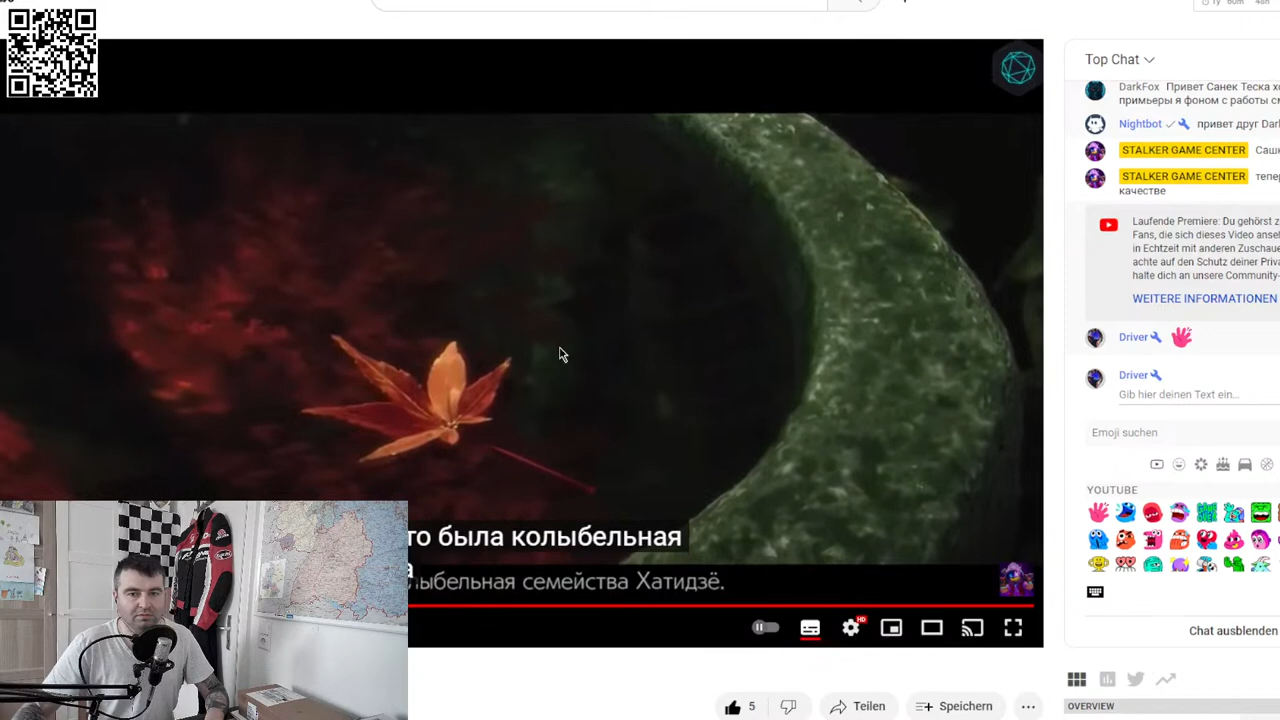 Top Chat
DarkFox Привет Санек Теска
примьеры я фоном с работы
Nightbot привет друг
STALKER GAME CENTER
STALKER GAME CENTER
качестве
Laufende Premiere: Du gehörst
Fans, die sich dieses Video
in Echtzeit mit anderen
achte auf den Schutz deiner
halte dich an unsere
WEITERE INFORMATIONEN
Driver
Driver
Gib hier deinen Text ein...
Emoji suchen
YOUTUBE
Chat ausblenden
OVERVIEW
была колыбельная
семейства Хатидзё.
HD
5
Teilen
Speichern